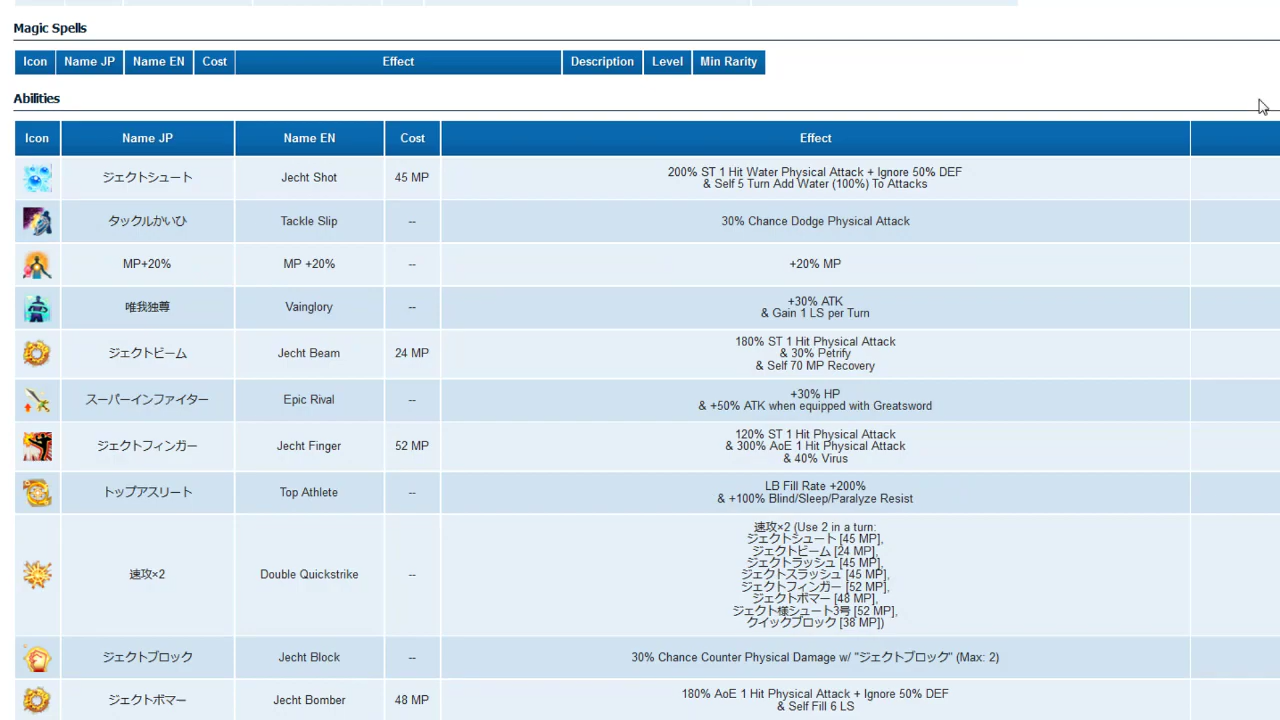 Magic Spells
Icon Name JP Name EN Cost Effect Description Level Min Rarity
Abilities
Icon Name JP Name EN Cost Effect
ジェクトシュート Jecht Shot 45 MP 200% ST 1 Hit Water Physical Attack + Ignore 50% DEF
& Self 5 Turn Add Water (100%) To Attacks
タックルかいひ Tackle Slip -- 30% Chance Dodge Physical Attack
MP+20% MP +20% -- +20% MP
唯我独尊 Vainglory -- +30% ATK
& Gain 1 LS per Turn
ジェクトビーム Jecht Beam 24 MP 180% ST 1 Hit Physical Attack
& 30% Petrify
& Self 70 MP Recovery
スーパーインファイター Epic Rival -- +30% HP
& +50% ATK when equipped with Greatsword
ジェクトフィンガー Jecht Finger 52 MP 120% ST 1 Hit Physical Attack
& 300% AoE 1 Hit Physical Attack
& 40% Virus
トップアスリート Top Athlete -- LB Fill Rate +200%
& +100% Blind/Sleep/Paralyze Resist
速攻×2 Double Quickstrike -- 速攻×2 (Use 2 in a turn:
ジェクトシュート [45 MP],
ジェクトビーム [24 MP],
ジェクトラッシュ [45 MP],
ジェクトスラッシュ [45 MP],
ジェクトフィンガー [52 MP],
ジェクトボマー [48 MP],
ジェクト様シュート3号 [52 MP],
クイックブロック [38 MP])
ジェクトブロック Jecht Block -- 30% Chance Counter Physical Damage w/ "ジェクトブロック" (Max: 2)
ジェクトボマー Jecht Bomber 48 MP 180% AoE 1 Hit Physical Attack + Ignore 50% DEF
& Self Fill 6 LS